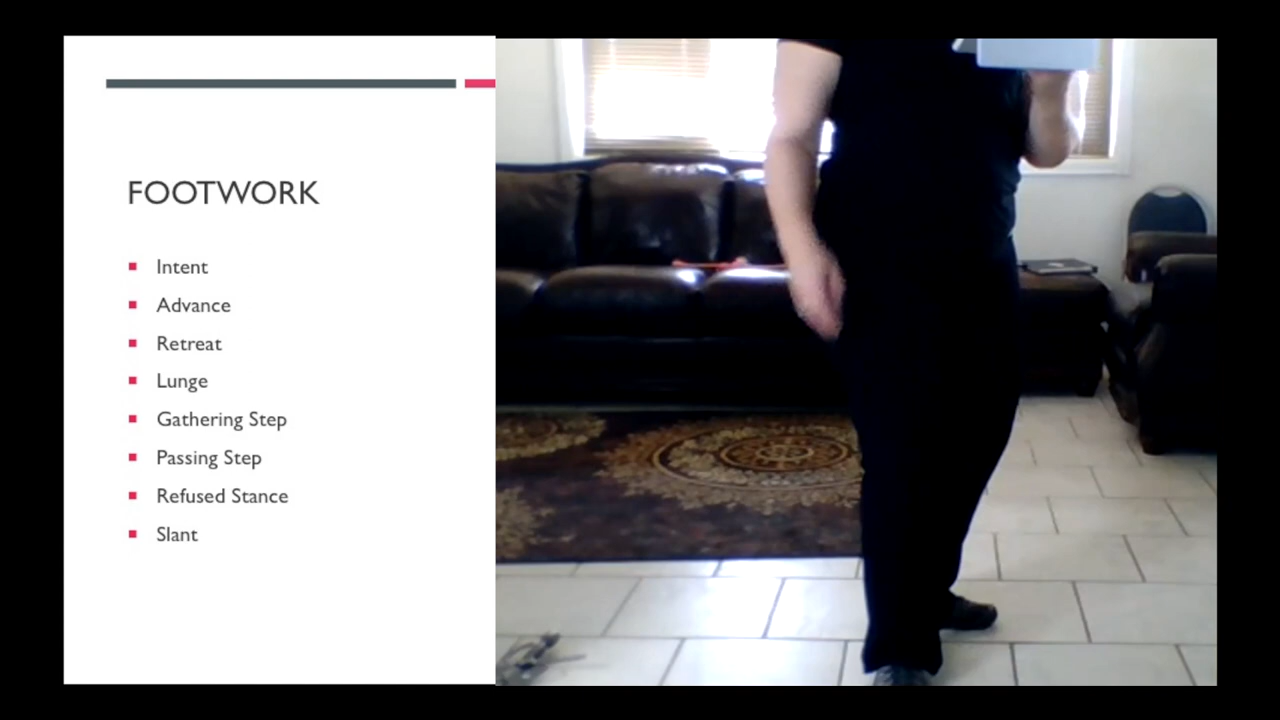 FOOTWORK
Intent
Advance
Retreat
Lunge
Gathering Step
Passing Step
Refused Stance
Slant